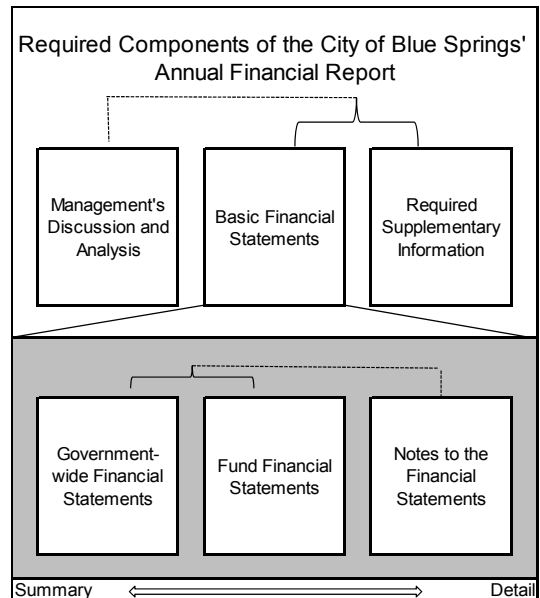 Required Components of the City of Blue Springs'
Annual Financial Report
Management's
Discussion and
Analysis
Basic Financial
Statements
Required
Supplementary
Information
Government-
wide Financial
Statements
Fund Financial
Statements
Notes to the
Financial
Statements
Summary
Detail